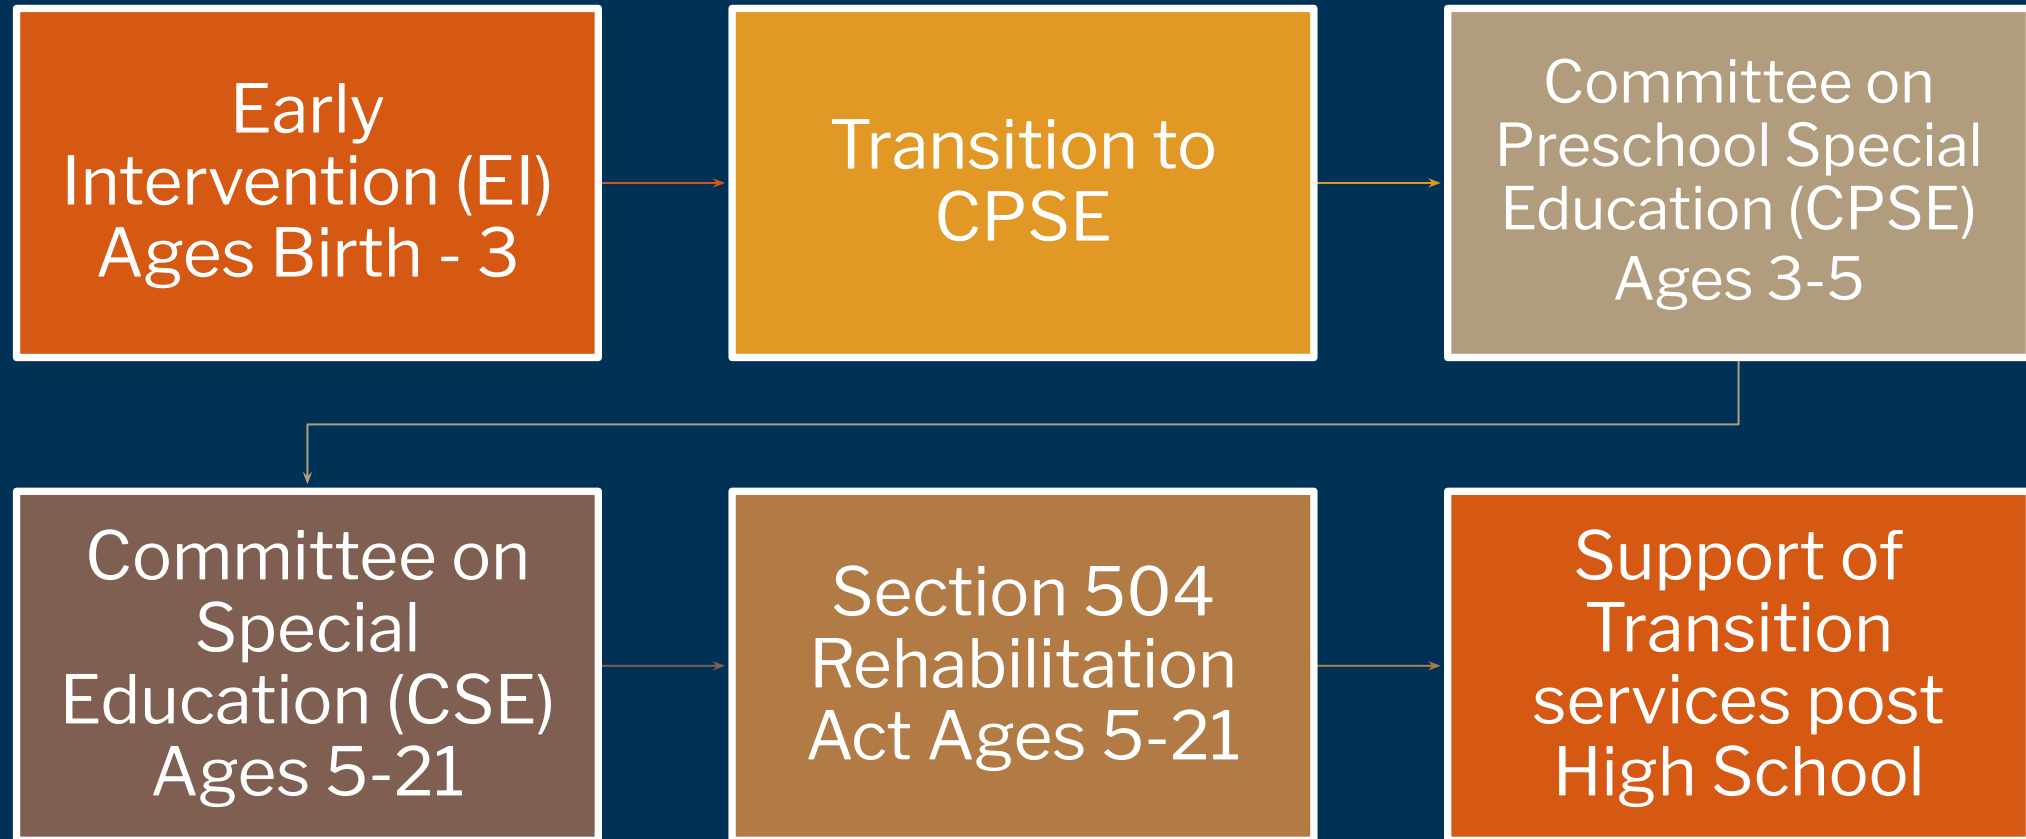 Early
Intervention (EI)
Ages Birth - 3
Transition to
CPSE
Committee on
Preschool Special
Education (CPSE)
Ages 3-5
Committee on
Special
Education (CSE)
Ages 5-21
Section 504
Rehabilitation
Act Ages 5-21
Support of
Transition
services post
High School